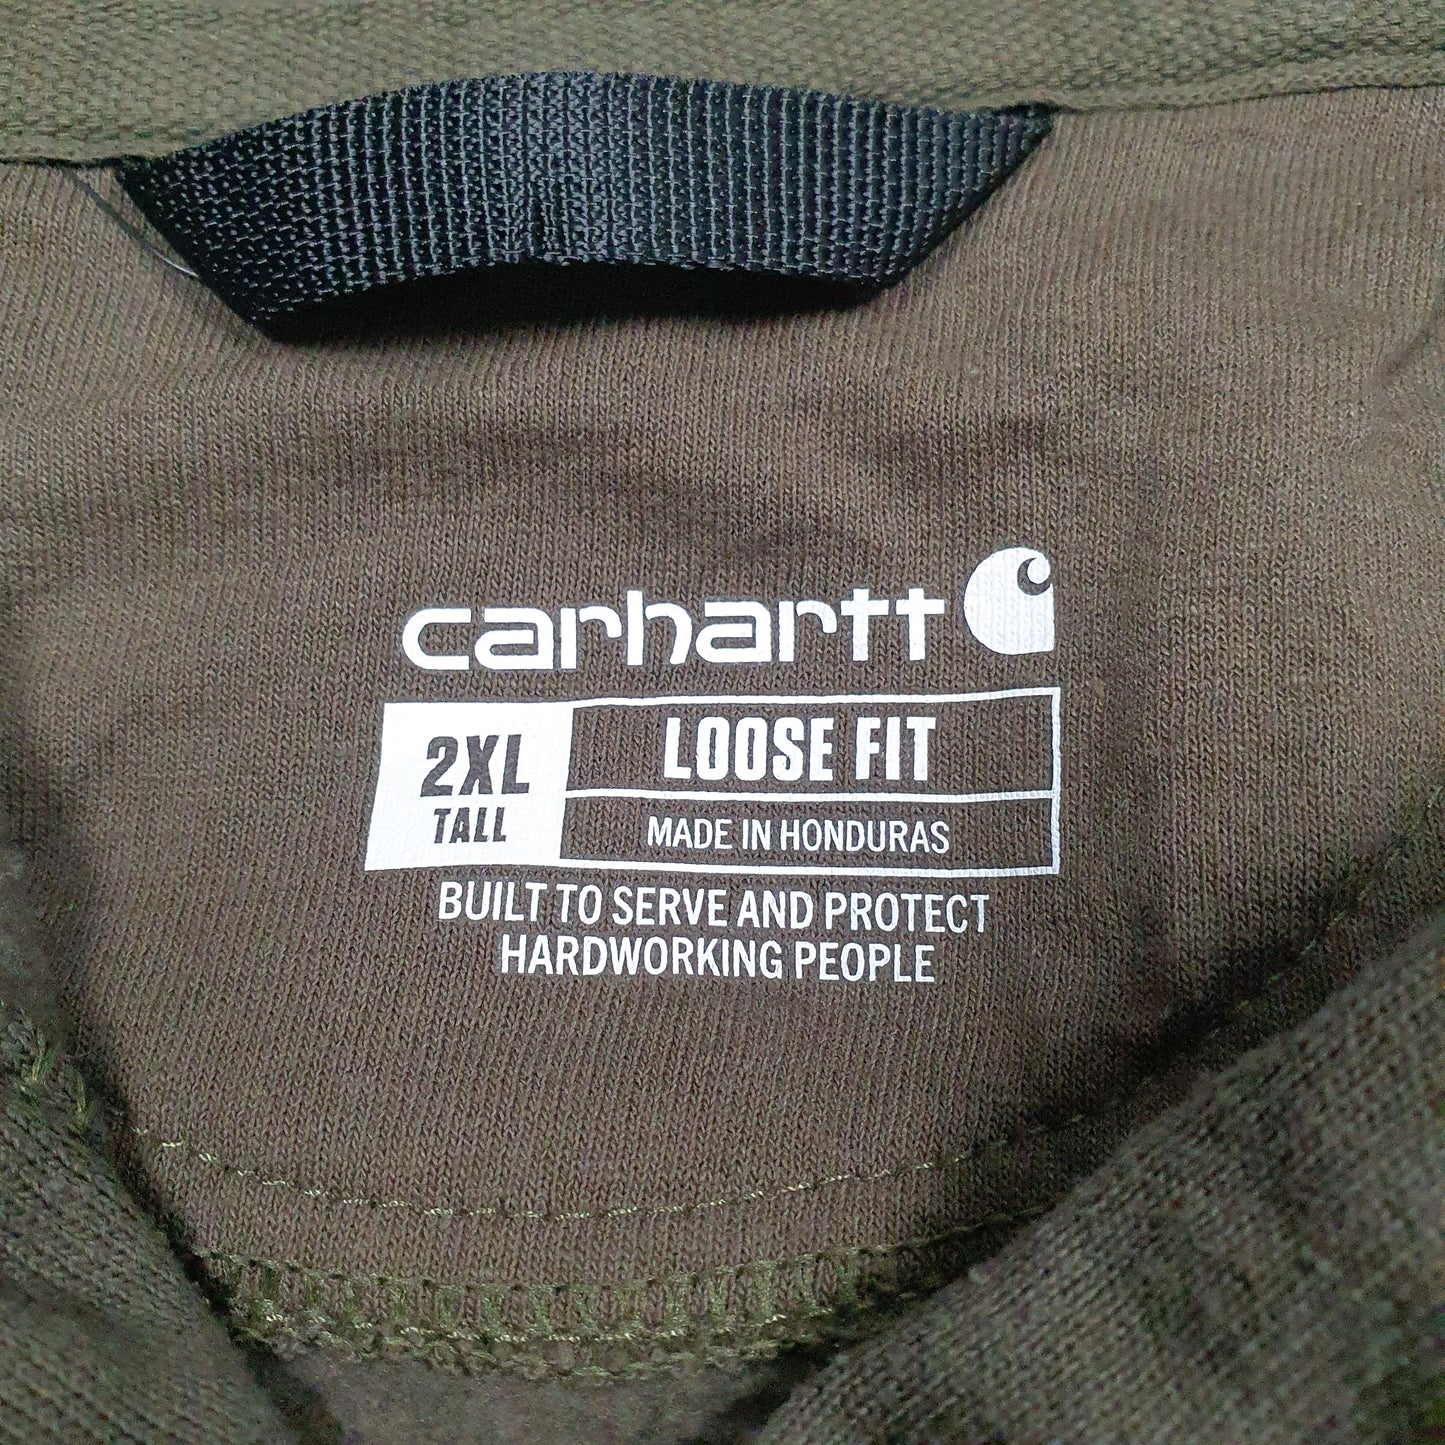 carhartt
2XL
TALL
LOOSE FIT
MADE IN HONDURAS
BUILT TO SERVE AND PROTECT
HARDWORKING PEOPLE